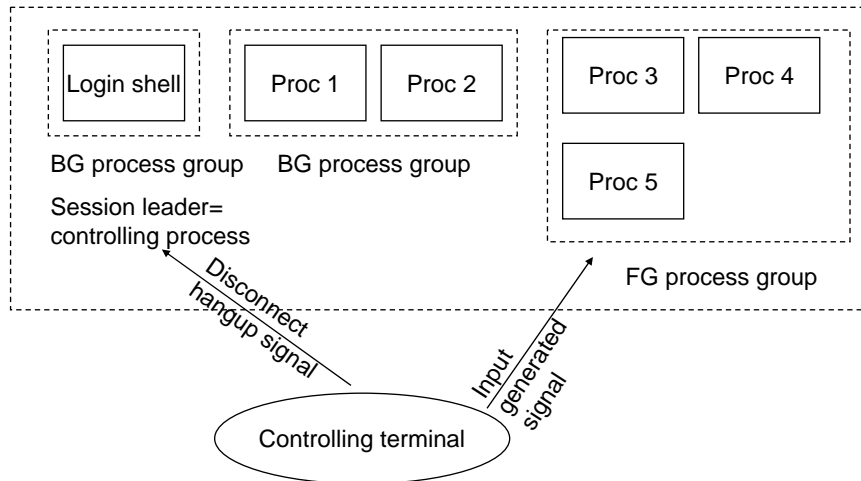 Login shell
Proc 1
Proc 2
Proc 3
Proc 4
Proc 5
BG process group
BG process group
Session leader=
controlling process
FG process group
Disconnect
hangup signal
Input
generated
signal
Controlling terminal